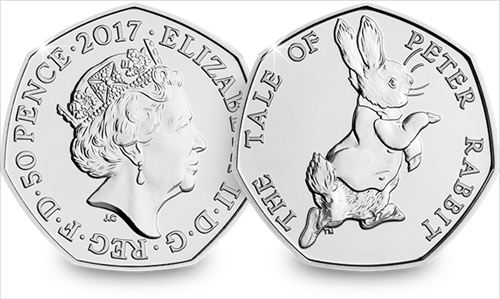 ELIZABETH II · D · G · REG · F · D · 50 PENCE · 2017 ·
JC
THE TALE OF PETER RABBIT